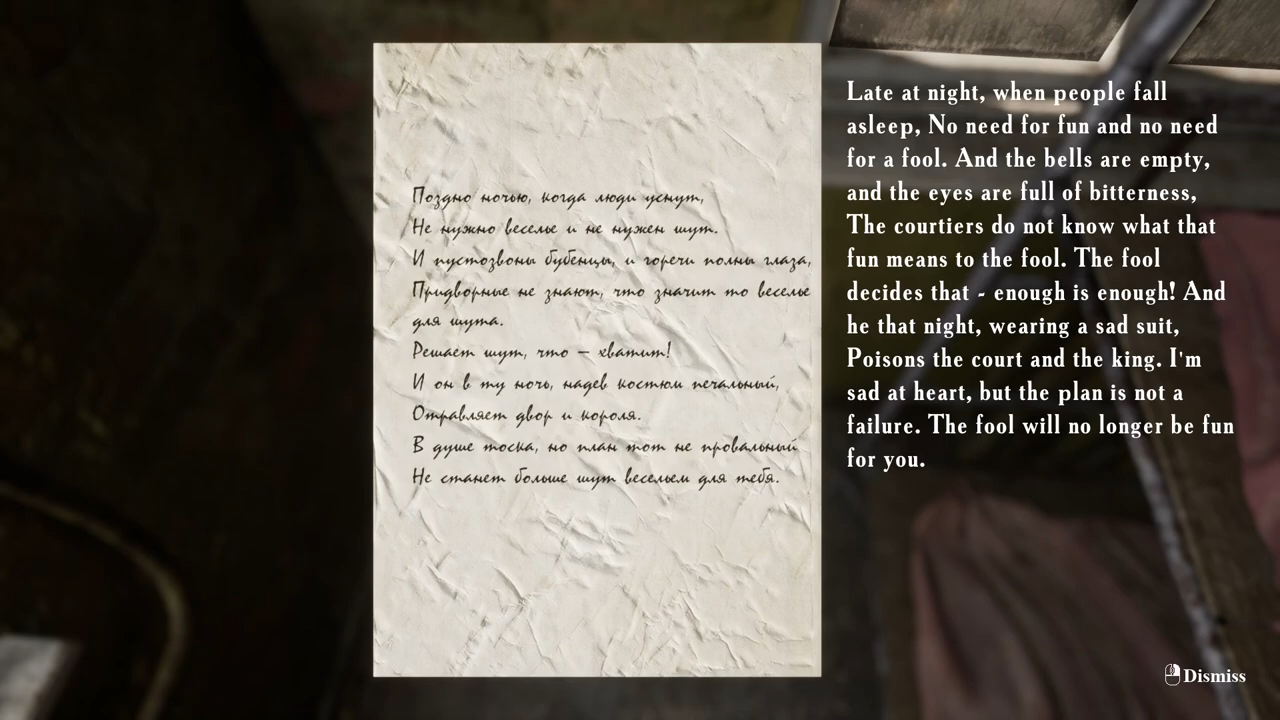 Поздно ночью, когда люди уснут,
Не нужно веселье и не нужен шут.
И пустозвоны бубенцы, и горечи полны глаза,
Придворные не знают, что значит то веселье
для шута.
Решает шут, что — хватит!
И он в ту ночь, надев костюм печальный,
Отравляет двор и короля.
В душе тоска, но план тот не провальный
Не станет больше шут весельем для тебя.
Late at night, when people fall
asleep, No need for fun and no need
for a fool. And the bells are empty,
and the eyes are full of bitterness,
The courtiers do not know what that
fun means to the fool. The fool
decides that - enough is enough! And
he that night, wearing a sad suit,
Poisons the court and the king. I'm
sad at heart, but the plan is not a
failure. The fool will no longer be fun
for you.
Dismiss